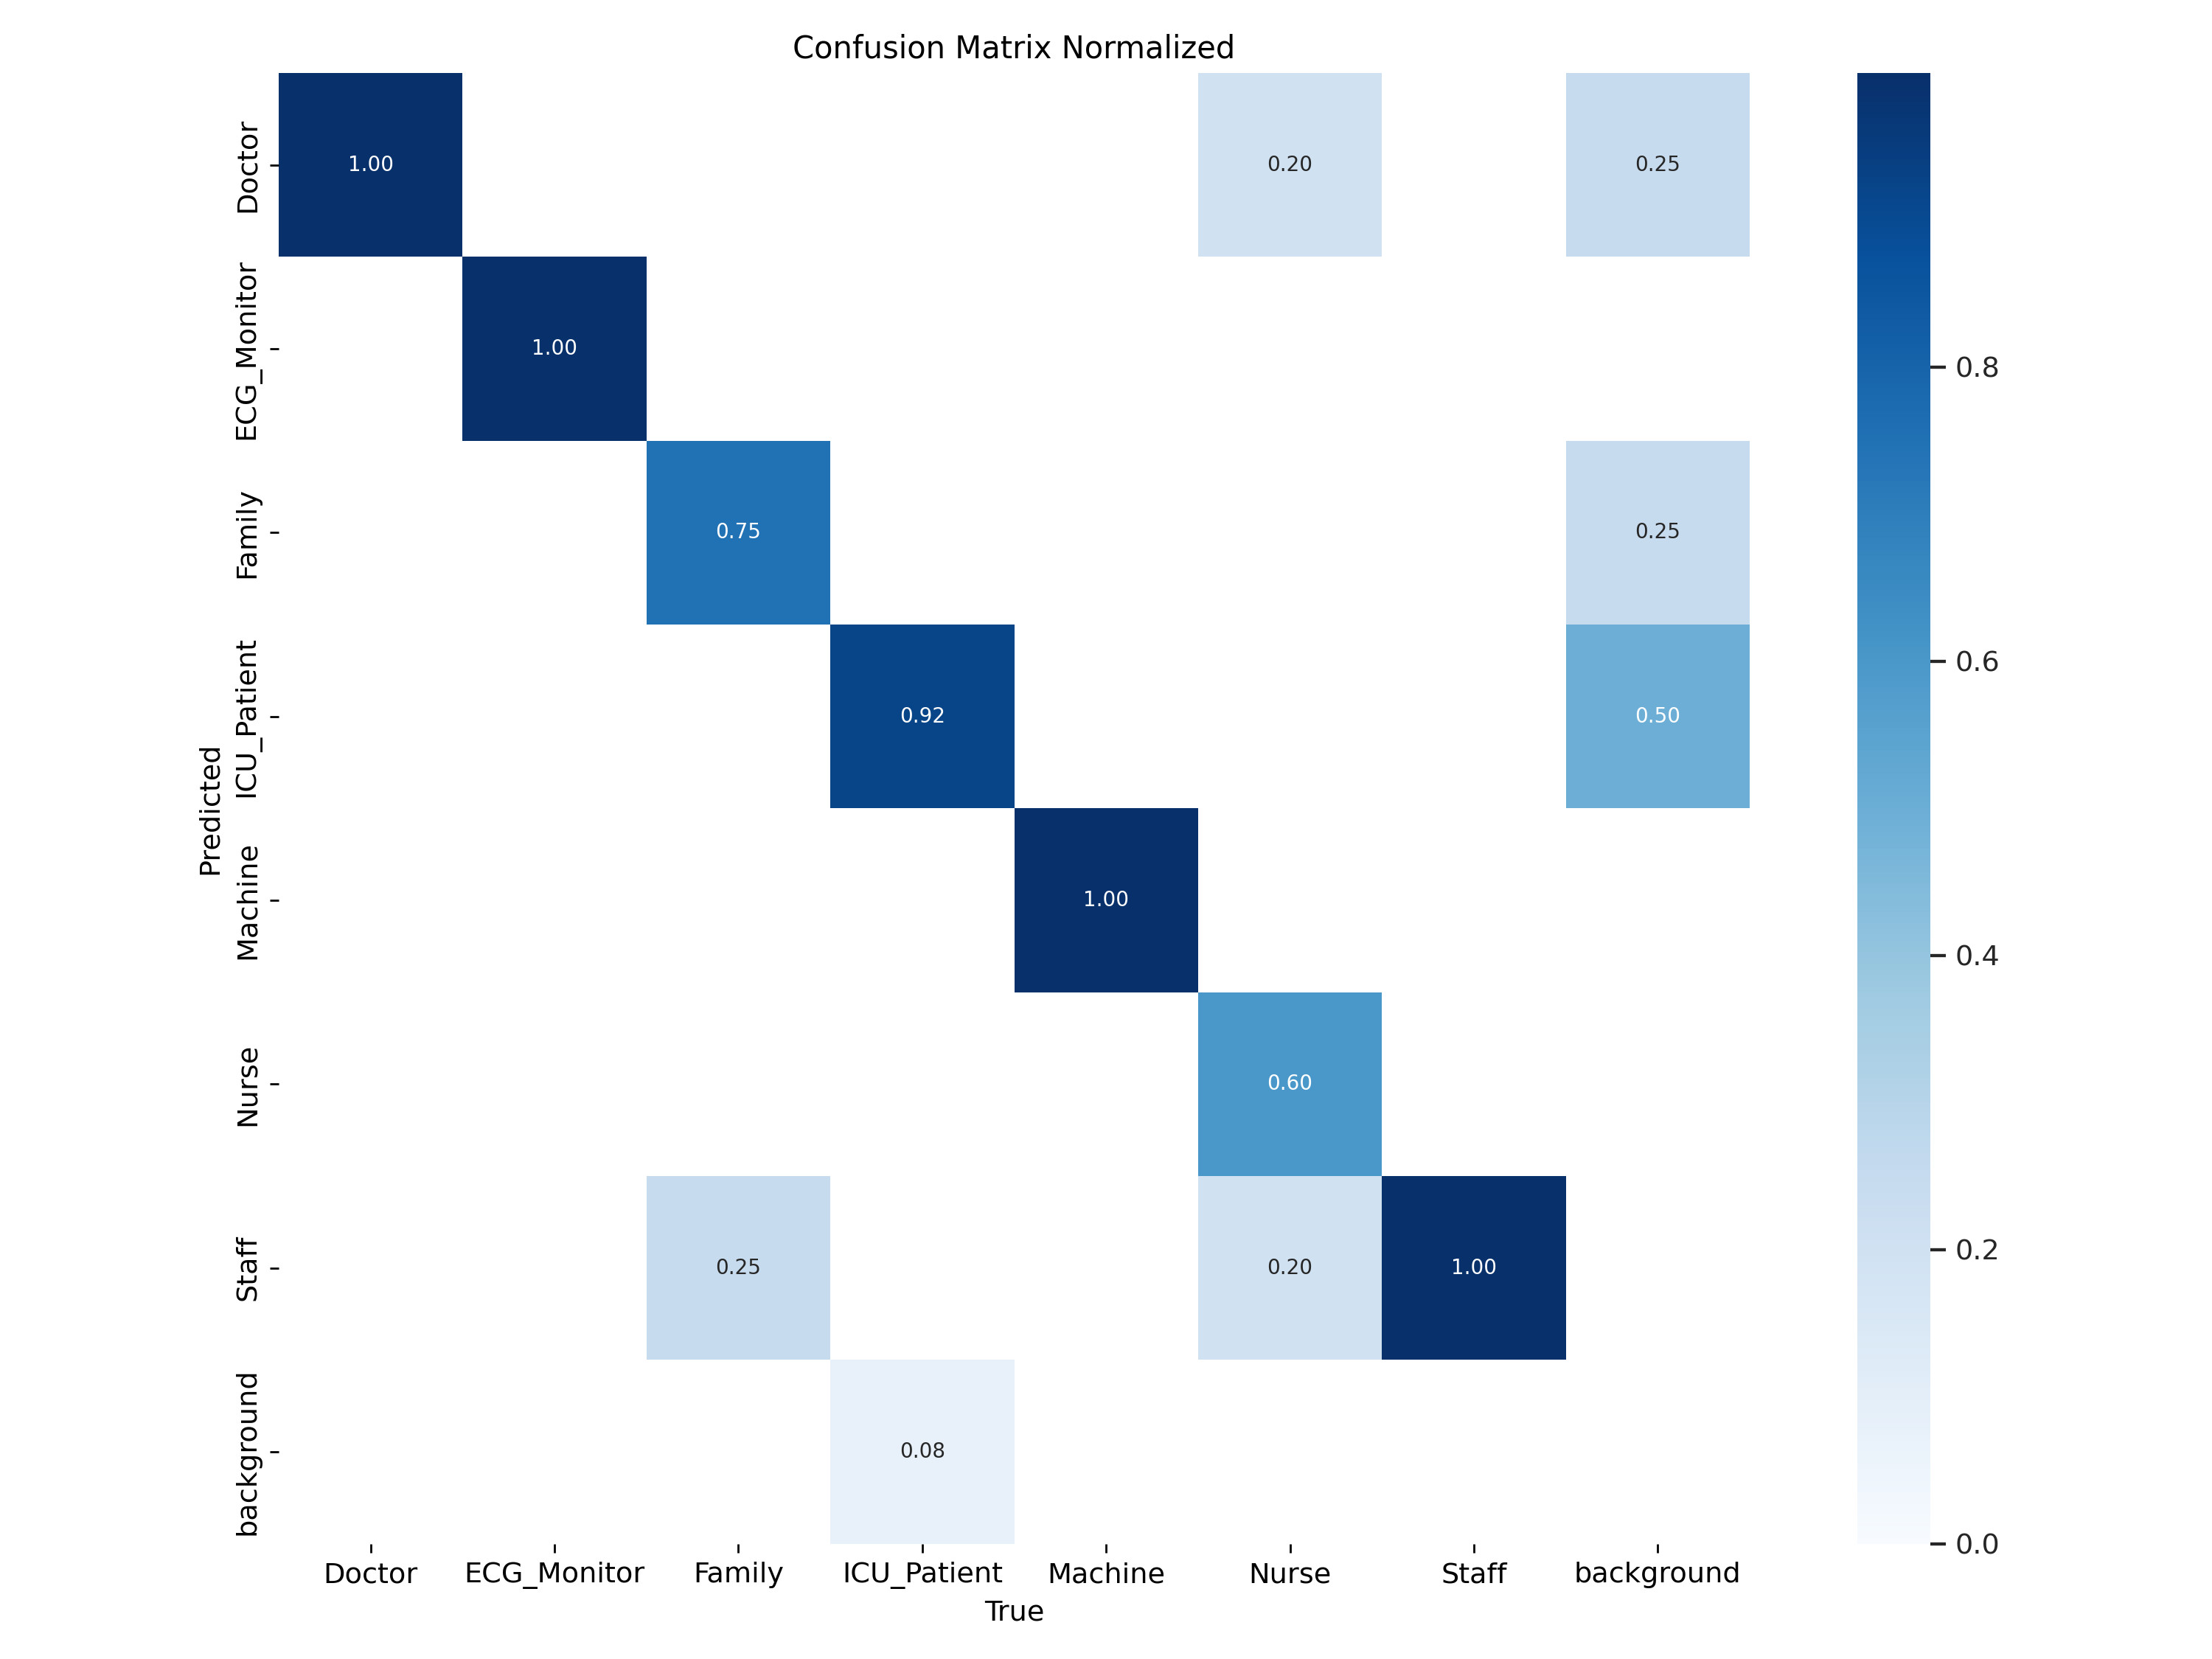 Confusion Matrix Normalized
Predicted
Doctor
1.00
0.20
0.25
ECG_Monitor
1.00
Family
0.75
0.25
ICU_Patient
0.92
0.50
Machine
1.00
Nurse
0.60
Staff
0.25
0.20
1.00
background
0.08
Doctor ECG_Monitor Family ICU_Patient Machine Nurse Staff background
True
0.8
0.6
0.4
0.2
0.0